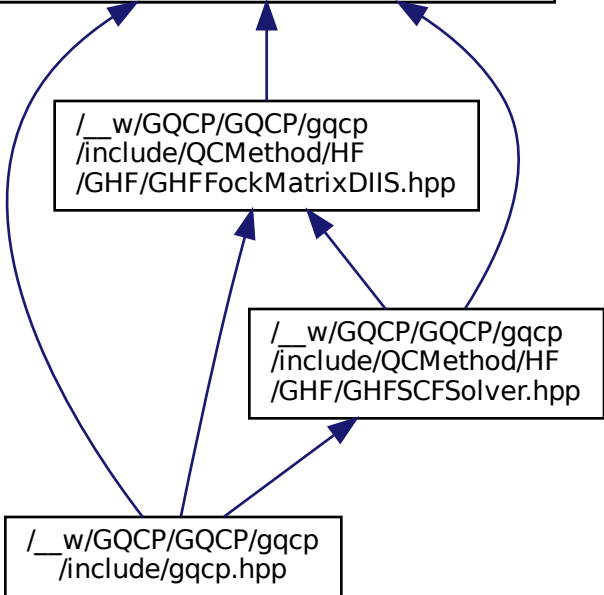 /__w/GQCP/GQCP/gqcp
/include/QCMethod/HF
/GHF/GHFFockMatrixDIIS.hpp
/__w/GQCP/GQCP/gqcp
/include/QCMethod/HF
/GHF/GHFSCFSolver.hpp
/__w/GQCP/GQCP/gqcp
/include/gqcp.hpp